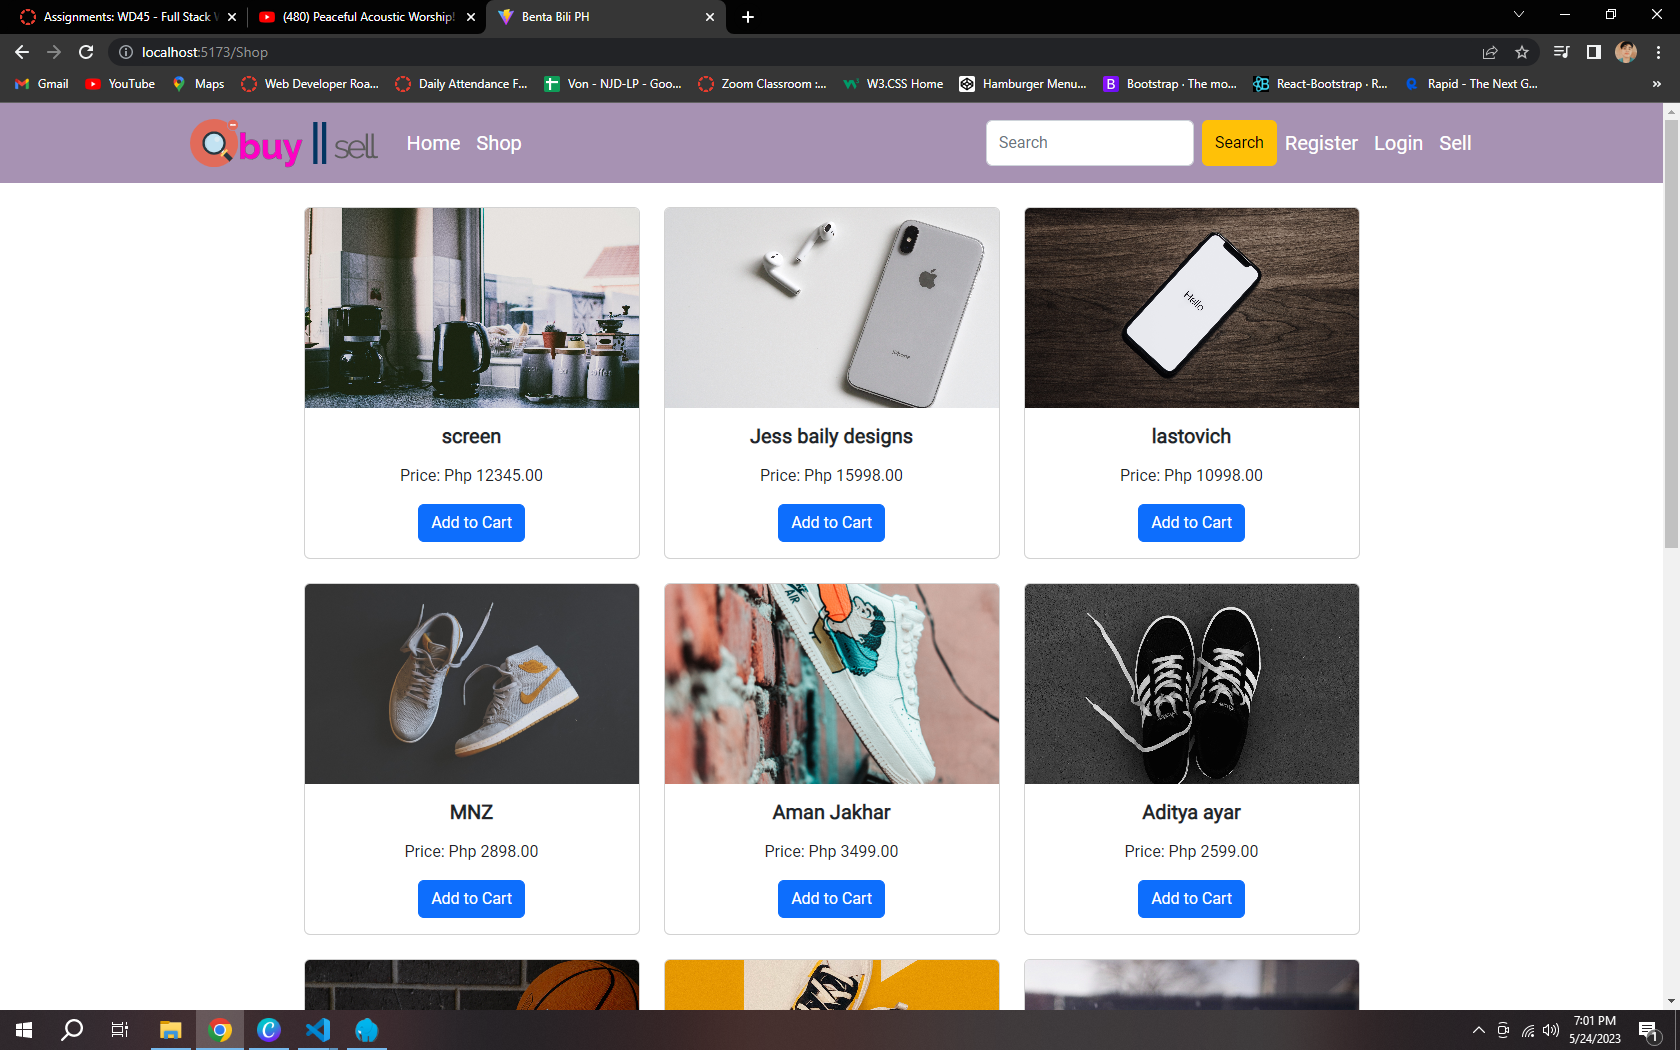 Assignments: WD45 - Full Stack
(480) Peaceful Acoustic Worship!
Benta Bili PH
localhost:5173/Shop
Gmail
YouTube
Maps
Web Developer Roa...
Daily Attendance F...
Von - NJD-LP - Goo...
Zoom Classroom :...
W3.CSS Home
Hamburger Menu...
Bootstrap · The mo...
React-Bootstrap · R...
Rapid - The Next G...
buy || sell
Home
Shop
Search
Search
Register
Login
Sell
iPhone
Hello
screen
Jess baily designs
lastovich
Price: Php 12345.00
Price: Php 15998.00
Price: Php 10998.00
Add to Cart
Add to Cart
Add to Cart
AIR
MNZ
Aman Jakhar
Aditya ayar
Price: Php 2898.00
Price: Php 3499.00
Price: Php 2599.00
Add to Cart
Add to Cart
Add to Cart
7:01 PM
5/24/2023
1